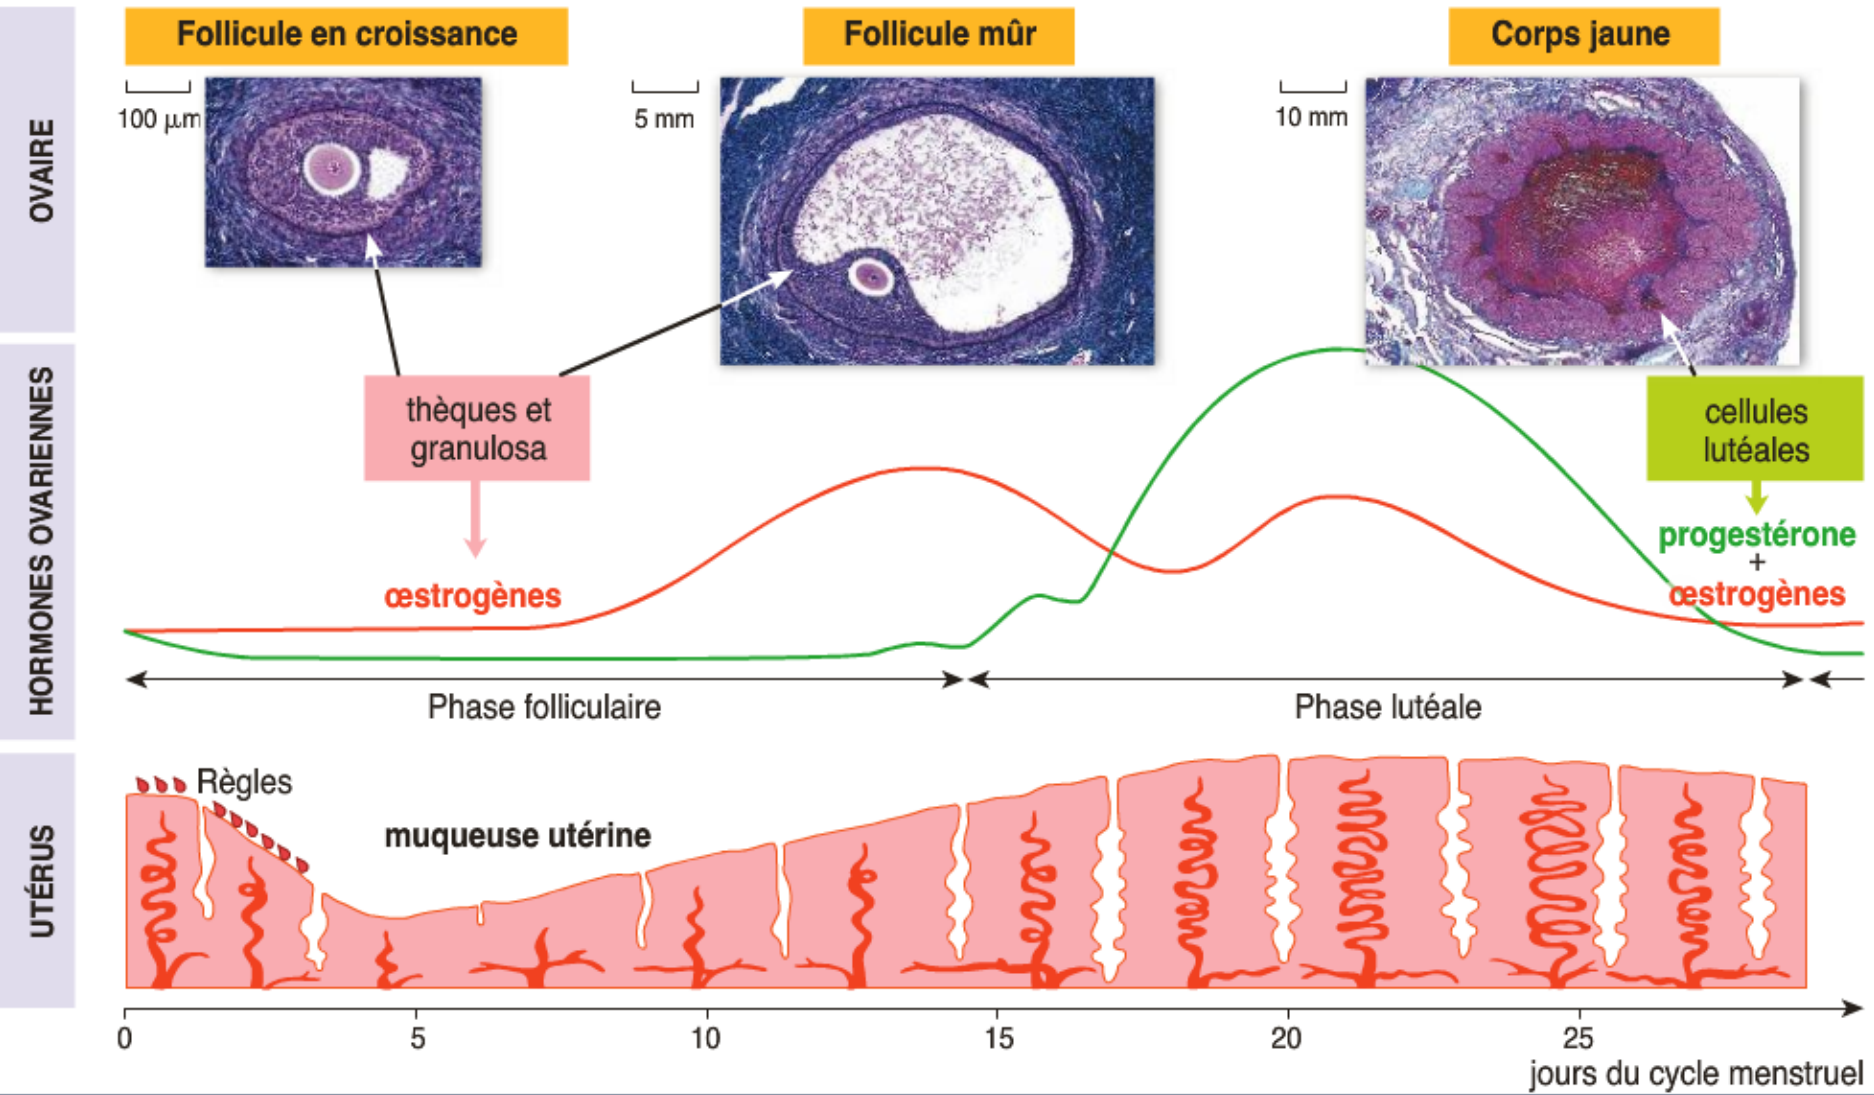 Follicule en croissance
Follicule mûr
Corps jaune
100 µm
5 mm
10 mm
OVAIRE
thèques et
granulosa
cellules
lutéales
HORMONES OVARIENNES
œstrogènes
progestérone
+
œstrogènes
Phase folliculaire
Phase lutéale
Règles
muqueuse utérine
UTÉRUS
0
5
10
15
20
25
jours du cycle menstruel